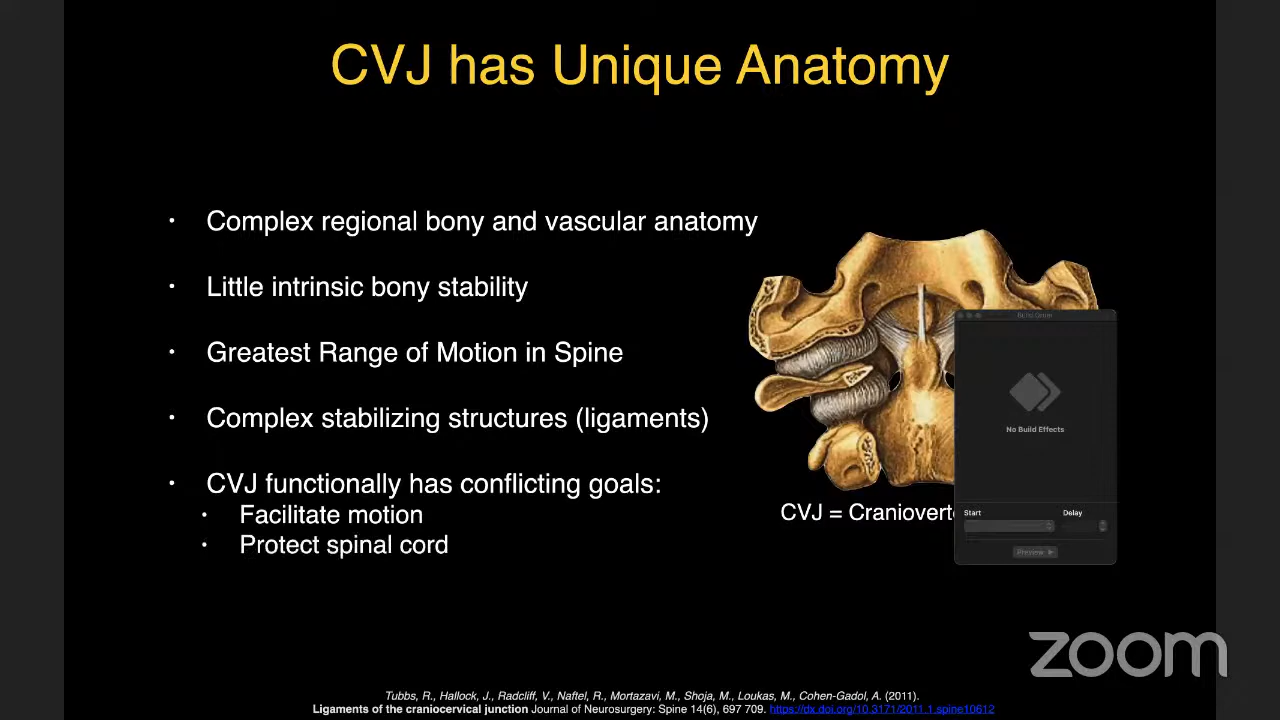 CVJ has Unique Anatomy
• Complex regional bony and vascular anatomy
• Little intrinsic bony stability
• Greatest Range of Motion in Spine
• Complex stabilizing structures (ligaments)
• CVJ functionally has conflicting goals:
• Facilitate motion
• Protect spinal cord
Build Order
No Build Effects
CVJ = Craniovert
Start Delay
Preview
zoom
Tubbs, R., Hallock, J., Radcliff, V., Naftel, R., Mortazavi, M., Shoja, M., Loukas, M., Cohen-Gadol, A. (2011).
Ligaments of the craniocervical junction Journal of Neurosurgery: Spine 14(6), 697 709. https://dx.doi.org/10.3171/2011.1.spine10612